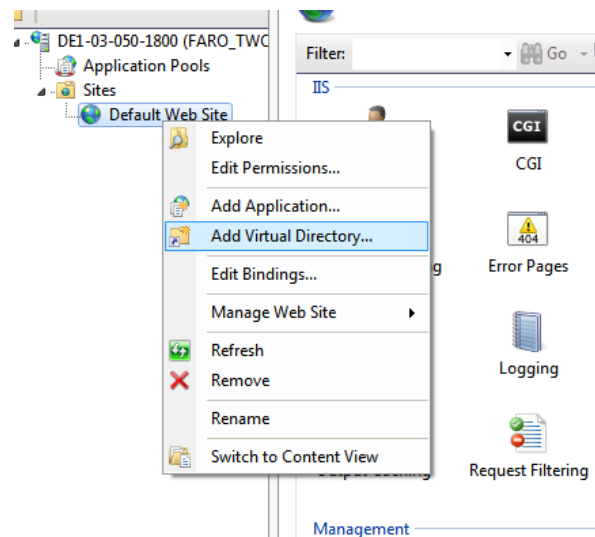 DE1-03-050-1800 (FARO_TWC
Application Pools
Sites
Default Web Site
Explore
Edit Permissions...
Add Application...
Add Virtual Directory...
Edit Bindings...
Manage Web Site
Refresh
Remove
Rename
Switch to Content View
Filter:
Go
IIS
CGI
CGI
404
Error Pages
Logging
Request Filtering
Management